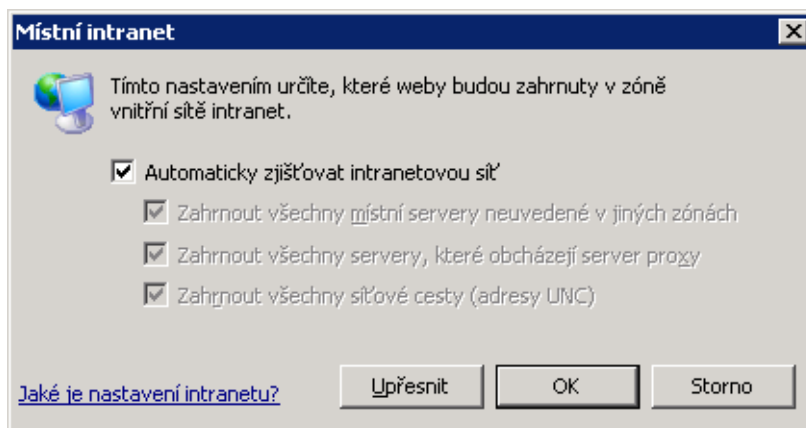 Místní intranet
Tímto nastavením určíte, které weby budou zahrnuty v zóně
vnitřní sítě intranet.
Automaticky zjišťovat intranetovou síť
Zahrnout všechny místní servery neuvedené v jiných zónách
Zahrnout všechny servery, které obcházejí server proxy
Zahrnout všechny síťové cesty (adresy UNC)
Jaké je nastavení intranetu?
Upřesnit
OK
Storno